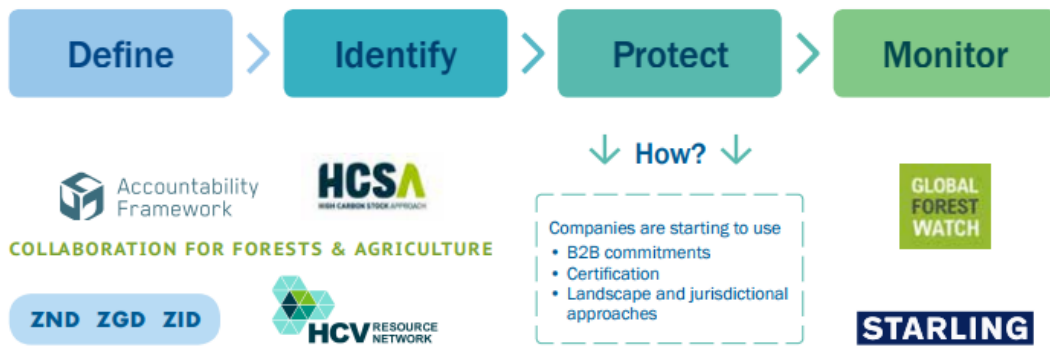 Define
Identify
Protect
Monitor
Accountability
Framework
HCSA
HIGH CARBON STOCK APPROACH
COLLABORATION FOR FORESTS & AGRICULTURE
ZND ZGD ZID
HCV RESOURCE
NETWORK
How?
Companies are starting to use
• B2B commitments
• Certification
• Landscape and jurisdictional
approaches
GLOBAL
FOREST
WATCH
STARLING